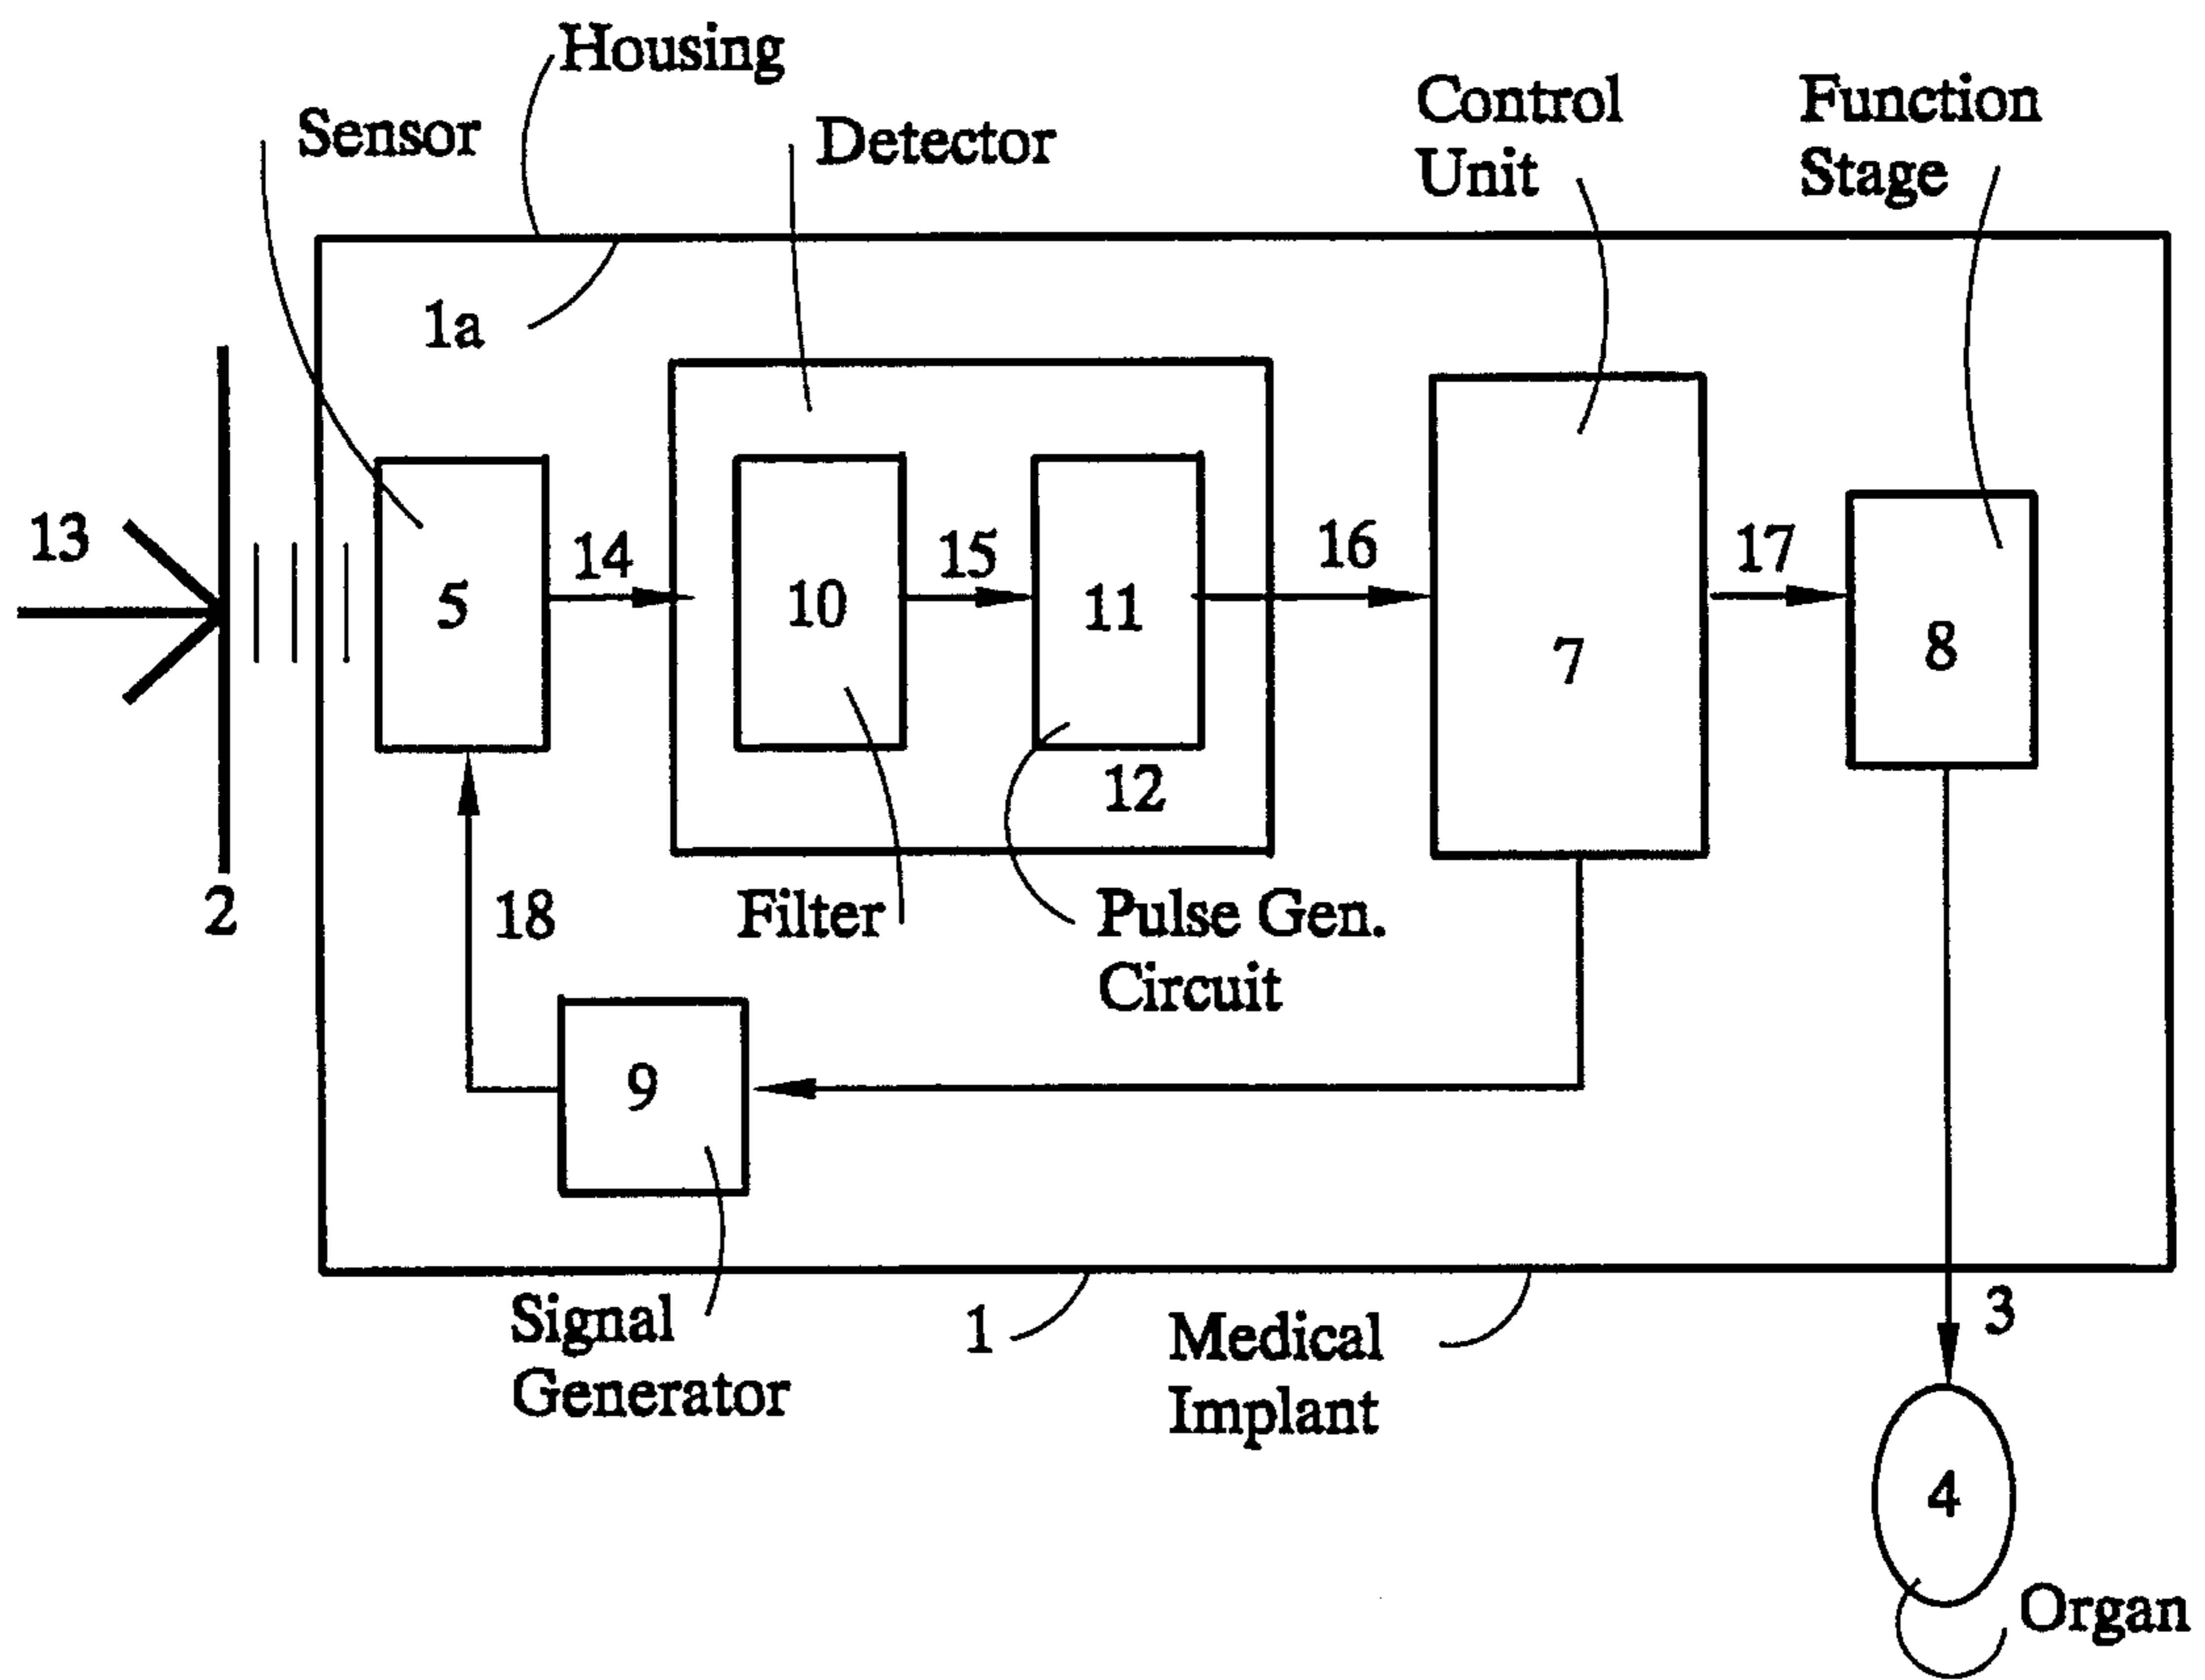 Housing
Sensor
Detector
Control
Unit
Function
Stage
1a
13
5
14
10
15
11
16
7
17
8
12
2
18
Filter
Pulse Gen.
Circuit
9
Signal
Generator
1
Medical
Implant
3
4
Organ